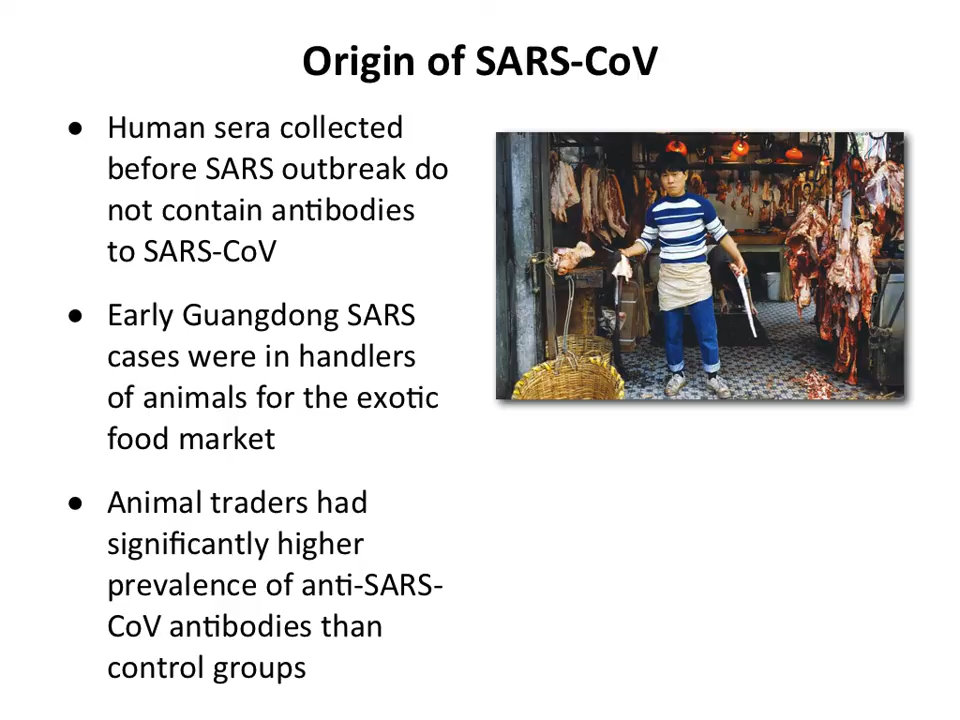 Origin of SARS-CoV
● Human sera collected
before SARS outbreak do
not contain antibodies
to SARS-CoV
● Early Guangdong SARS
cases were in handlers
of animals for the exotic
food market
● Animal traders had
significantly higher
prevalence of anti-SARS-
CoV antibodies than
control groups